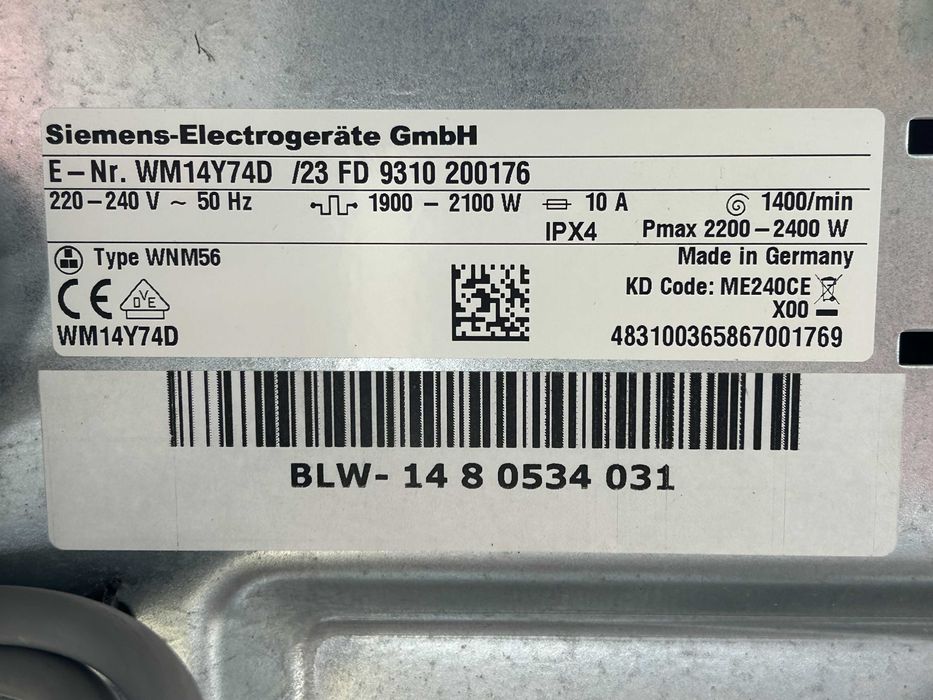 Siemens-Electrogeräte GmbH
E-Nr. WM14Y74D /23 FD 9310 200176
220-240 V ~ 50 Hz 1900 - 2100 W 10 A 1400/min
IPX4 Pmax 2200-2400 W
Type WNM56 Made in Germany
CE DVE KD Code: ME240CE
X00
WM14Y74D 483100365867001769
BLW- 14 8 0534 031